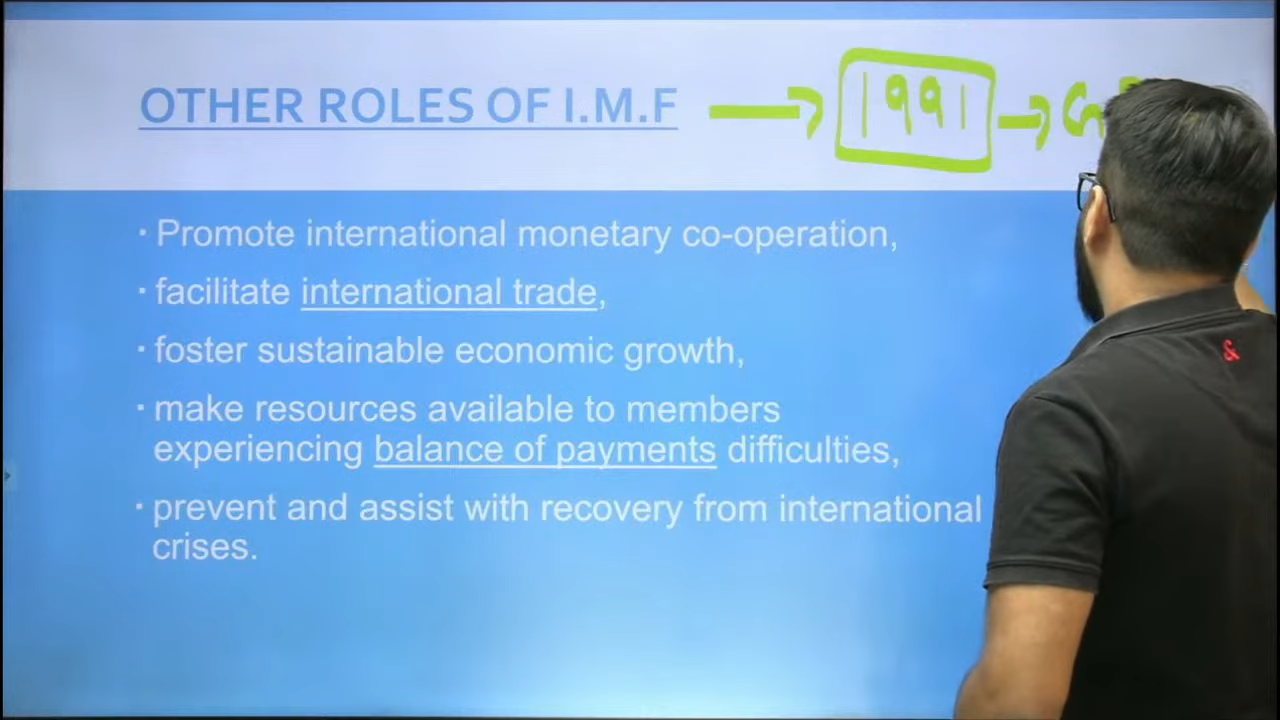 OTHER ROLES OF I.M.F → 1991 →
· Promote international monetary co-operation,
· facilitate international trade,
· foster sustainable economic growth,
· make resources available to members
experiencing balance of payments difficulties,
· prevent and assist with recovery from international
crises.
&